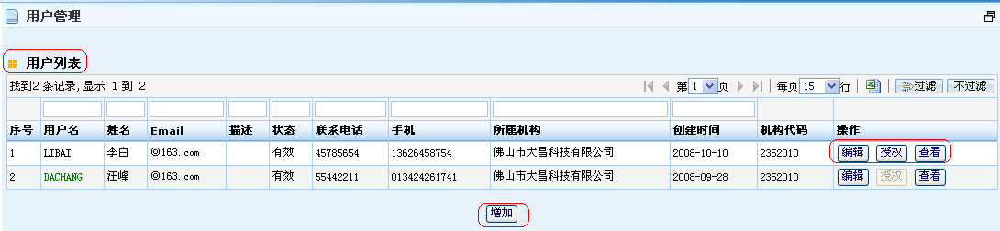 用户管理
用户列表
找到2 条记录, 显示 1 到 2 第 1 页 每页 15 行 过滤 不过滤
序号 用户名 姓名 Email 描述 状态 联系电话 手机 所属机构 创建时间 机构代码 操作
1 LIBAI 李白 @163.com 有效 45785654 13626458754 佛山市大昌科技有限公司 2008-10-10 2352010 编辑 授权 查看
2 DACHANG 汪峰 @163.com 有效 55442211 013424261741 佛山市大昌科技有限公司 2008-09-28 2352010 编辑 授权 查看
增加